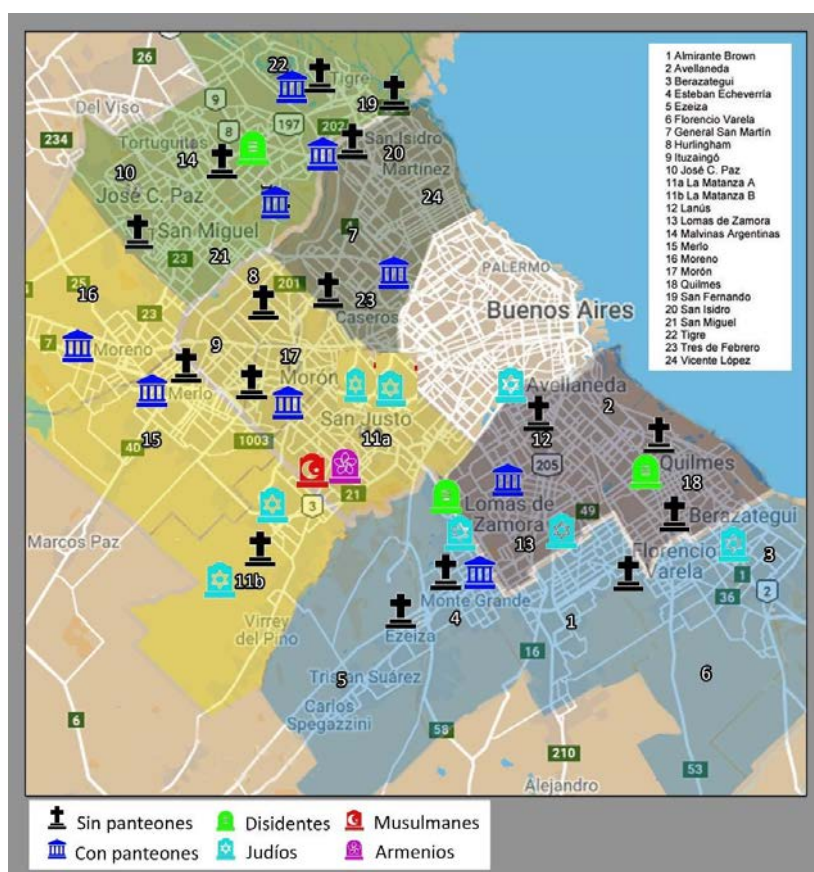 26
22
Tigre
Del Viso
9
19
8
197
202
234
Tortuguitas
San Isidro
14
20
10
Martínez
José C. Paz
24
San Miguel
4
7
23
21
8
PALERMO
16
25
201
23
Buenos Aires
23
Caseros
7
Moreno
9
17
Morón
Avellaneda
Merlo
2
San Justo
40
15
1003
11a
12
205
Quilmes
21
18
3
Lomas de
Zamora
49
Berazategui
Marcos Paz
13
Florencio
Varela
3
11b
1
Monte Grande
36
2
4
Virrey
del Pino
Ezeiza
1
16
5
Tristán Suárez
6
Carlos
Spegazzini
6
58
210
53
Alejandro
1 Almirante Brown
2 Avellaneda
3 Berazategui
4 Esteban Echeverría
5 Ezeiza
6 Florencio Varela
7 General San Martín
8 Hurlingham
9 Ituzaingó
10 José C. Paz
11a La Matanza A
11b La Matanza B
12 Lanús
13 Lomas de Zamora
14 Malvinas Argentinas
15 Merlo
16 Moreno
17 Morón
18 Quilmes
19 San Fernando
20 San Isidro
21 San Miguel
22 Tigre
23 Tres de Febrero
24 Vicente López
Sin panteones Disidentes Musulmanes
Con panteones Judíos Armenios